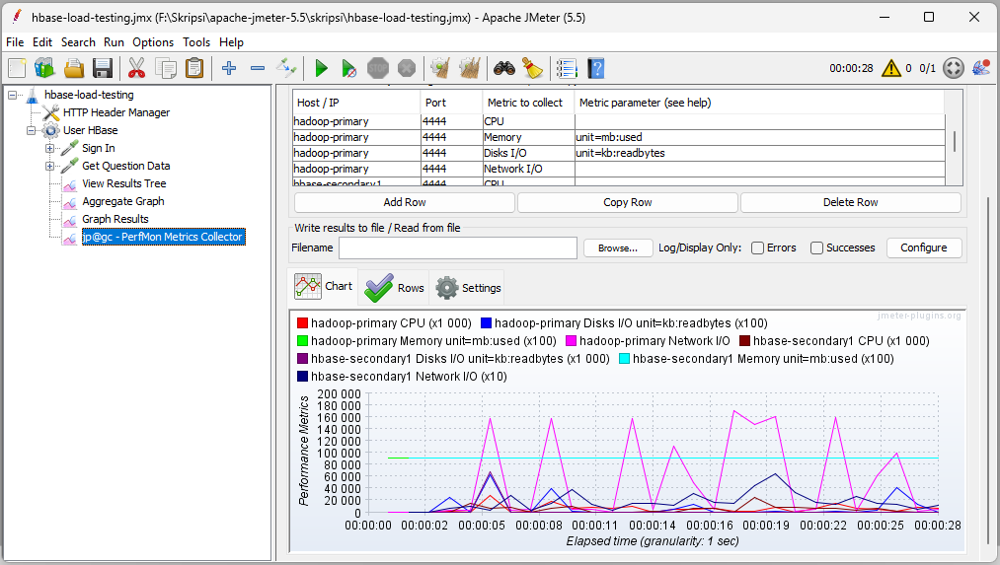 hbase-load-testing.jmx (F:\Skripsi\apache-jmeter-5.5\skripsi\hbase-load-testing.jmx) - Apache JMeter (5.5)
File Edit Search Run Options Tools Help
STOP
00:00:28 0 0/1
hbase-load-testing
HTTP Header Manager
User HBase
Sign In
Get Question Data
View Results Tree
Aggregate Graph
Graph Results
jp@gc - PerfMon Metrics Collector
Host / IP Port Metric to collect Metric parameter (see help)
hadoop-primary 4444 CPU
hadoop-primary 4444 Memory unit=mb:used
hadoop-primary 4444 Disks I/O unit=kb:readbytes
hadoop-primary 4444 Network I/O
hbase-secondary1 4444 CPU
Add Row Copy Row Delete Row
Write results to file / Read from file
Filename Browse... Log/Display Only: Errors Successes Configure
Chart Rows Settings
jmeter-plugins.org
hadoop-primary CPU (x1 000) hadoop-primary Disks I/O unit=kb:readbytes (x100)
hadoop-primary Memory unit=mb:used (x100) hadoop-primary Network I/O hbase-secondary1 CPU (x1 000)
hbase-secondary1 Disks I/O unit=kb:readbytes (x1 000) hbase-secondary1 Memory unit=mb:used (x100)
hbase-secondary1 Network I/O (x10)
Performance Metrics
200 000
180 000
160 000
140 000
120 000
100 000
80 000
60 000
40 000
20 000
0
00:00:00 00:00:02 00:00:05 00:00:08 00:00:11 00:00:14 00:00:16 00:00:19 00:00:22 00:00:25 00:00:28
Elapsed time (granularity: 1 sec)